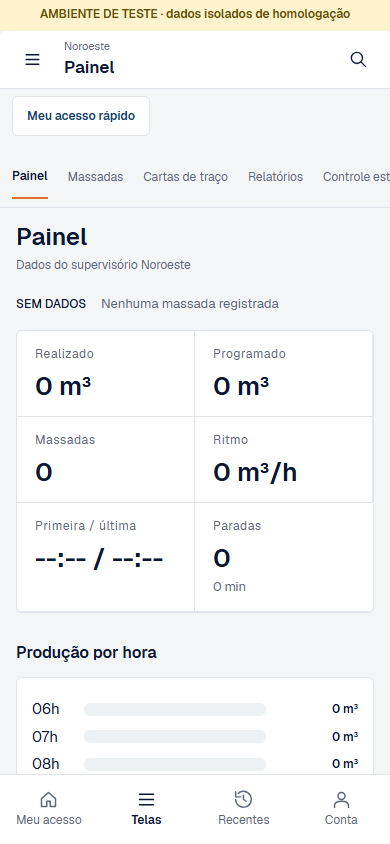 AMBIENTE DE TESTE · dados isolados de homologação
Noroeste
Painel
Meu acesso rápido
Painel Massadas Cartas de traço Relatórios Controle est
Painel
Dados do supervisório Noroeste
SEM DADOS Nenhuma massada registrada
Realizado Programado
0 m³ 0 m³
Massadas Ritmo
0 0 m³/h
Primeira / última Paradas
--:-- / --:-- 0
0 min
Produção por hora
06h 0 m³
07h 0 m³
08h 0 m³
Meu acesso Telas Recentes Conta